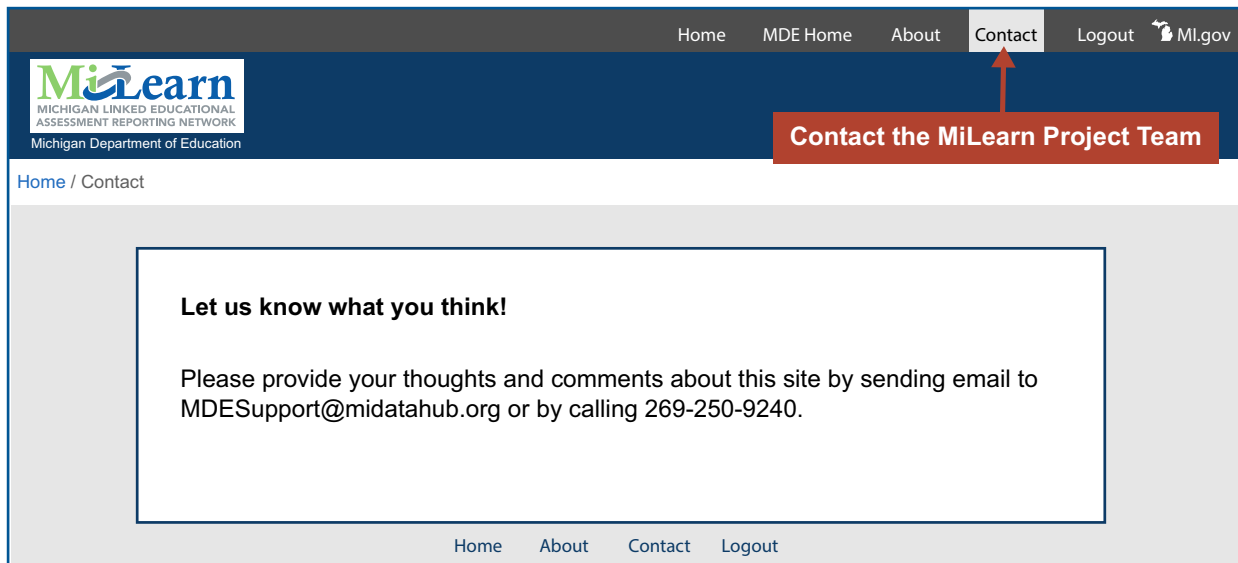 Home MDE Home About Contact Logout MI.gov
MiLearn
MICHIGAN LINKED EDUCATIONAL
ASSESSMENT REPORTING NETWORK
Michigan Department of Education
Contact the MiLearn Project Team
Home / Contact
Let us know what you think!
Please provide your thoughts and comments about this site by sending email to
MDESupport@midatahub.org or by calling 269-250-9240.
Home About Contact Logout